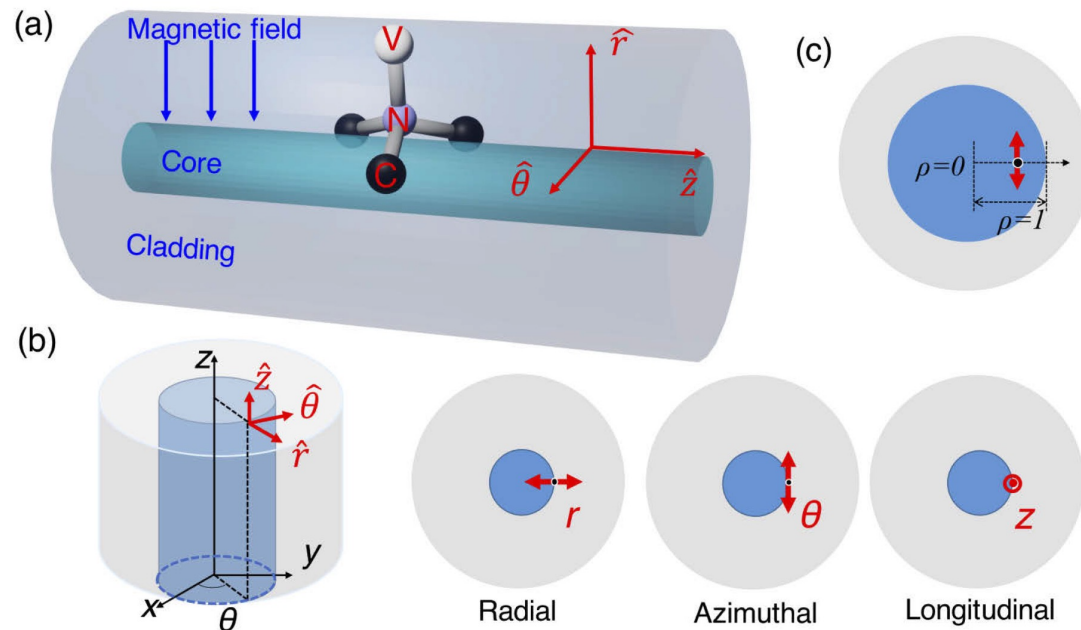 (a)
Magnetic field
V
N
C
Core
Cladding
r̂
θ̂
ẑ
(c)
ρ=0
ρ=1
(b)
z
ẑ
θ̂
r̂
y
x
θ
r
θ
z
Radial
Azimuthal
Longitudinal